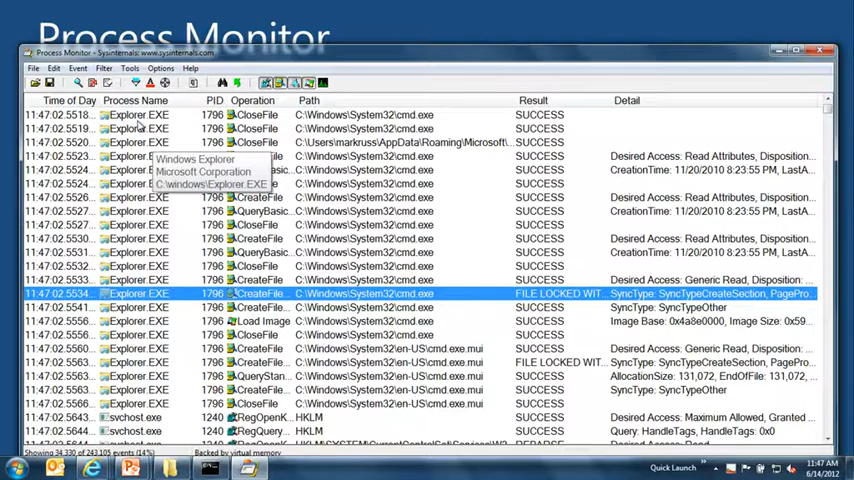 Process Monitor
Process Monitor - Sysinternals: www.sysinternals.com
File Edit Event Filter Tools Options Help
Time of Day Process Name PID Operation Path Result Detail
11:47:02.5518... Explorer.EXE 1796 CloseFile C:\Windows\System32\cmd.exe SUCCESS
11:47:02.5519... Explorer.EXE 1796 CloseFile C:\Windows\System32\cmd.exe SUCCESS
11:47:02.5520... Explorer.EXE 1796 CloseFile C:\Users\markruss\AppData\Roaming\Microsoft\... SUCCESS
11:47:02.5523... 1796 C:\Windows\System32\cmd.exe SUCCESS Desired Access: Read Attributes, Disposition...
Windows Explorer
11:47:02.5524... C:\Windows\System32\cmd.exe SUCCESS CreationTime: 11/20/2010 8:23:55 PM, LastA...
Microsoft Corporation
11:47:02.5524... C:\Windows\System32\cmd.exe SUCCESS
C:\windows\Explorer.EXE
11:47:02.5526... Explorer.EXE 1796 CreateFile... C:\Windows\System32\cmd.exe SUCCESS Desired Access: Read Attributes, Disposition...
11:47:02.5527... Explorer.EXE 1796 QueryBasic... C:\Windows\System32\cmd.exe SUCCESS CreationTime: 11/20/2010 8:23:55 PM, LastA...
11:47:02.5527... Explorer.EXE 1796 CloseFile C:\Windows\System32\cmd.exe SUCCESS
11:47:02.5530... Explorer.EXE 1796 CreateFile... C:\Windows\System32\cmd.exe SUCCESS Desired Access: Read Attributes, Disposition...
11:47:02.5531... Explorer.EXE 1796 QueryBasic... C:\Windows\System32\cmd.exe SUCCESS CreationTime: 11/20/2010 8:23:55 PM, LastA...
11:47:02.5532... Explorer.EXE 1796 CloseFile C:\Windows\System32\cmd.exe SUCCESS
11:47:02.5533... Explorer.EXE 1796 CreateFile... C:\Windows\System32\cmd.exe SUCCESS Desired Access: Generic Read, Disposition:...
11:47:02.5534... Explorer.EXE 1796 CreateFile... C:\Windows\System32\cmd.exe FILE LOCKED WIT... SyncType: SyncTypeCreateSection, PagePro...
11:47:02.5541... Explorer.EXE 1796 CreateFile... C:\Windows\System32\cmd.exe SUCCESS SyncType: SyncTypeOther
11:47:02.5556... Explorer.EXE 1796 Load Image C:\Windows\System32\cmd.exe SUCCESS Image Base: 0x4a8e0000, Image Size: 0x59...
11:47:02.5556... Explorer.EXE 1796 CloseFile C:\Windows\System32\cmd.exe SUCCESS
11:47:02.5560... Explorer.EXE 1796 CreateFile... C:\Windows\System32\en-US\cmd.exe.mui SUCCESS Desired Access: Generic Read, Disposition:...
11:47:02.5563... Explorer.EXE 1796 CreateFile... C:\Windows\System32\en-US\cmd.exe.mui FILE LOCKED WIT... SyncType: SyncTypeCreateSection, PagePro...
11:47:02.5563... Explorer.EXE 1796 QueryStan... C:\Windows\System32\en-US\cmd.exe.mui SUCCESS AllocationSize: 131,072, EndOfFile: 131,072,...
11:47:02.5563... Explorer.EXE 1796 CreateFile... C:\Windows\System32\en-US\cmd.exe.mui SUCCESS SyncType: SyncTypeOther
11:47:02.5565... Explorer.EXE 1796 CloseFile C:\Windows\System32\en-US\cmd.exe.mui SUCCESS
11:47:02.5643... svchost.exe 1240 RegOpenK... HKLM SUCCESS Desired Access: Maximum Allowed, Granted...
11:47:02.5644... svchost.exe 1240 RegQuery... HKLM SUCCESS Query: HandleTags, HandleTags: 0x0
11:47:02.5644... svchost.exe 1240 RegOpenK... REPARSE Desired Access: Read
Showing 34,330 of 243,105 events (14%) Backed by virtual memory
Quick Launch » 11:47 AM
6/14/2012